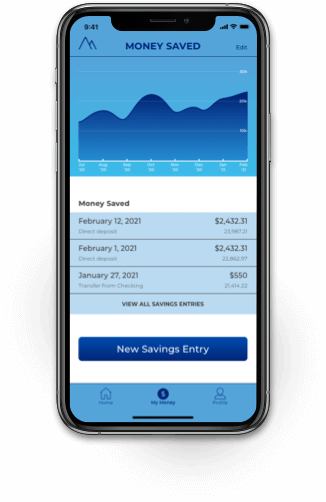 9:41
MONEY SAVED
Edit
30k
20k
10k
Jul Aug Sep Oct Nov Dec Jan Feb
'20 '20 '20 '20 '20 '20 '21 '21
Money Saved
February 12, 2021 $2,432.31
Direct deposit
February 1, 2021 $2,432.31
Direct deposit 22,862.97
January 27, 2021 $550
Transfer from Checking 21,414.22
VIEW ALL SAVINGS ENTRIES
New Savings Entry
Home My Money Profile